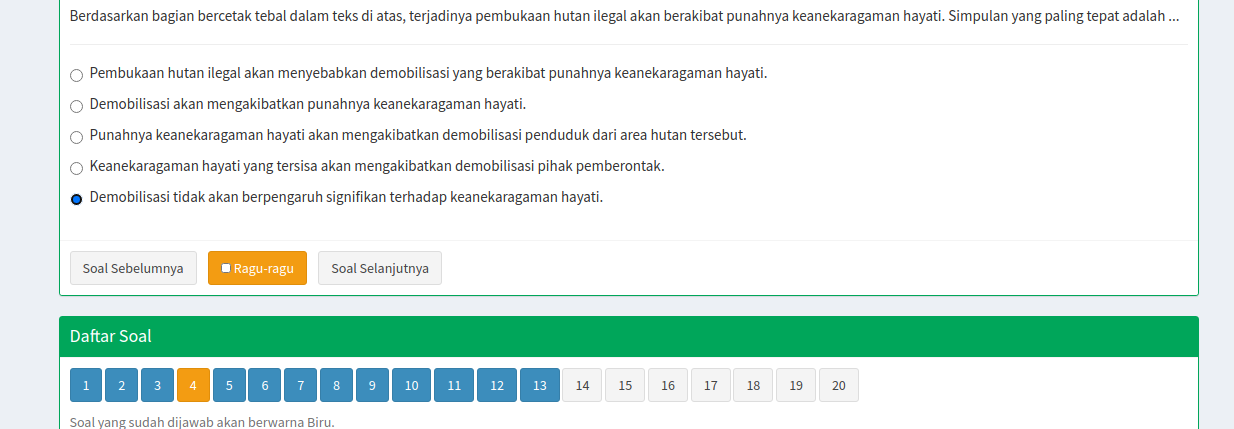 Berdasarkan bagian bercetak tebal dalam teks di atas, terjadinya pembukaan hutan ilegal akan berakibat punahnya keanekaragaman hayati. Simpulan yang paling tepat adalah ...
Pembukaan hutan ilegal akan menyebabkan demobilisasi yang berakibat punahnya keanekaragaman hayati.
Demobilisasi akan mengakibatkan punahnya keanekaragaman hayati.
Punahnya keanekaragaman hayati akan mengakibatkan demobilisasi penduduk dari area hutan tersebut.
Keanekaragaman hayati yang tersisa akan mengakibatkan demobilisasi pihak pemberontak.
Demobilisasi tidak akan berpengaruh signifikan terhadap keanekaragaman hayati.
Soal Sebelumnya Ragu-ragu Soal Selanjutnya
Daftar Soal
1 2 3 4 5 6 7 8 9 10 11 12 13 14 15 16 17 18 19 20
Soal yang sudah dijawab akan berwarna Biru.